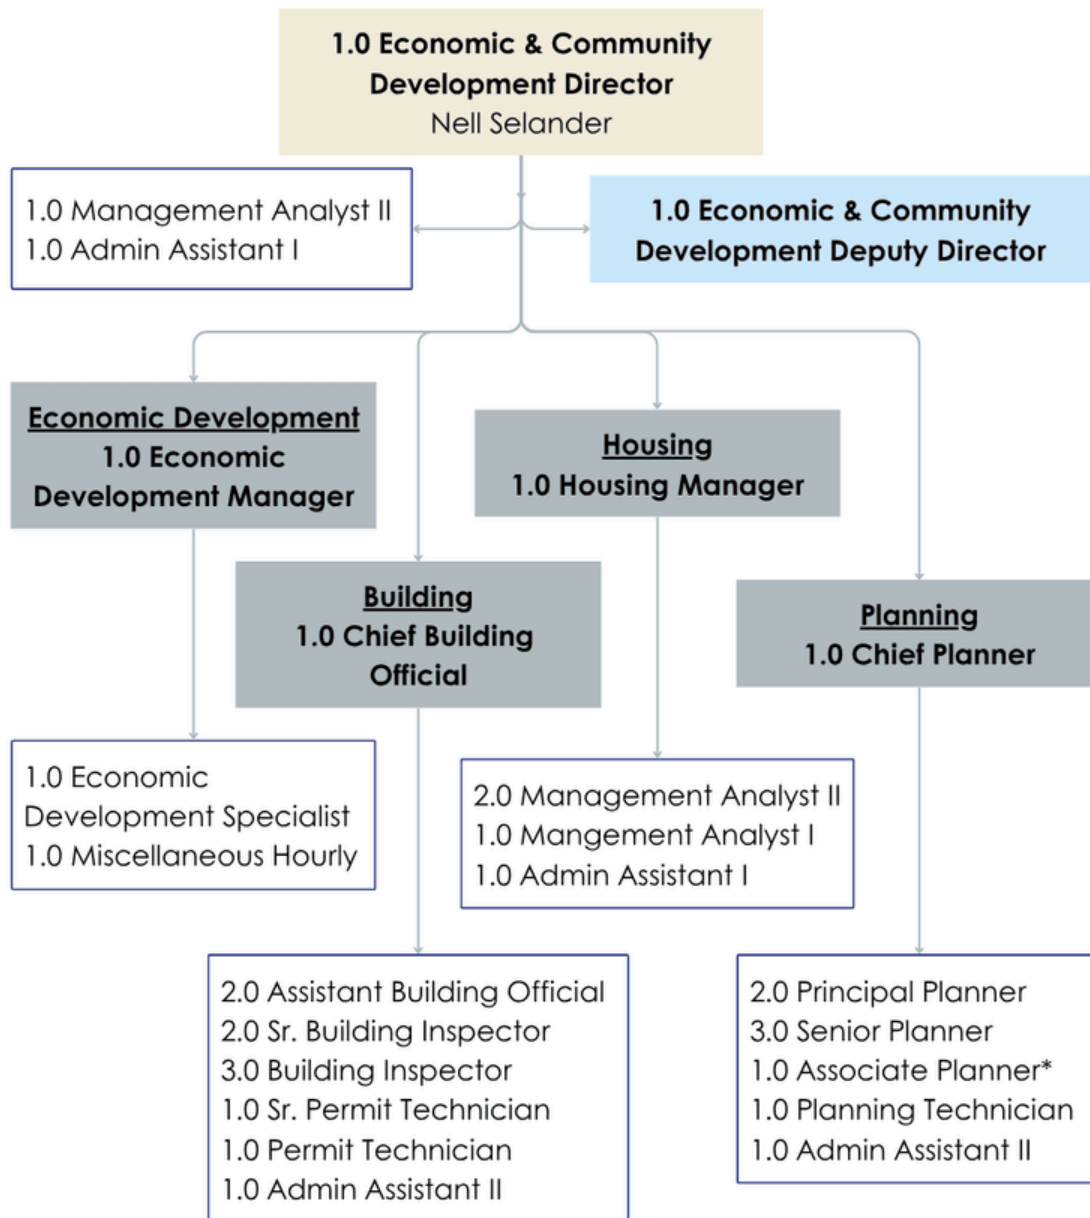 1.0 Economic & Community
Development Director
Nell Selander
1.0 Management Analyst II
1.0 Admin Assistant I
1.0 Economic & Community
Development Deputy Director
Economic Development
1.0 Economic
Development Manager
Housing
1.0 Housing Manager
Building
1.0 Chief Building
Official
Planning
1.0 Chief Planner
1.0 Economic
Development Specialist
1.0 Miscellaneous Hourly
2.0 Management Analyst II
1.0 Mangement Analyst I
1.0 Admin Assistant I
2.0 Assistant Building Official
2.0 Sr. Building Inspector
3.0 Building Inspector
1.0 Sr. Permit Technician
1.0 Permit Technician
1.0 Admin Assistant II
2.0 Principal Planner
3.0 Senior Planner
1.0 Associate Planner*
1.0 Planning Technician
1.0 Admin Assistant II